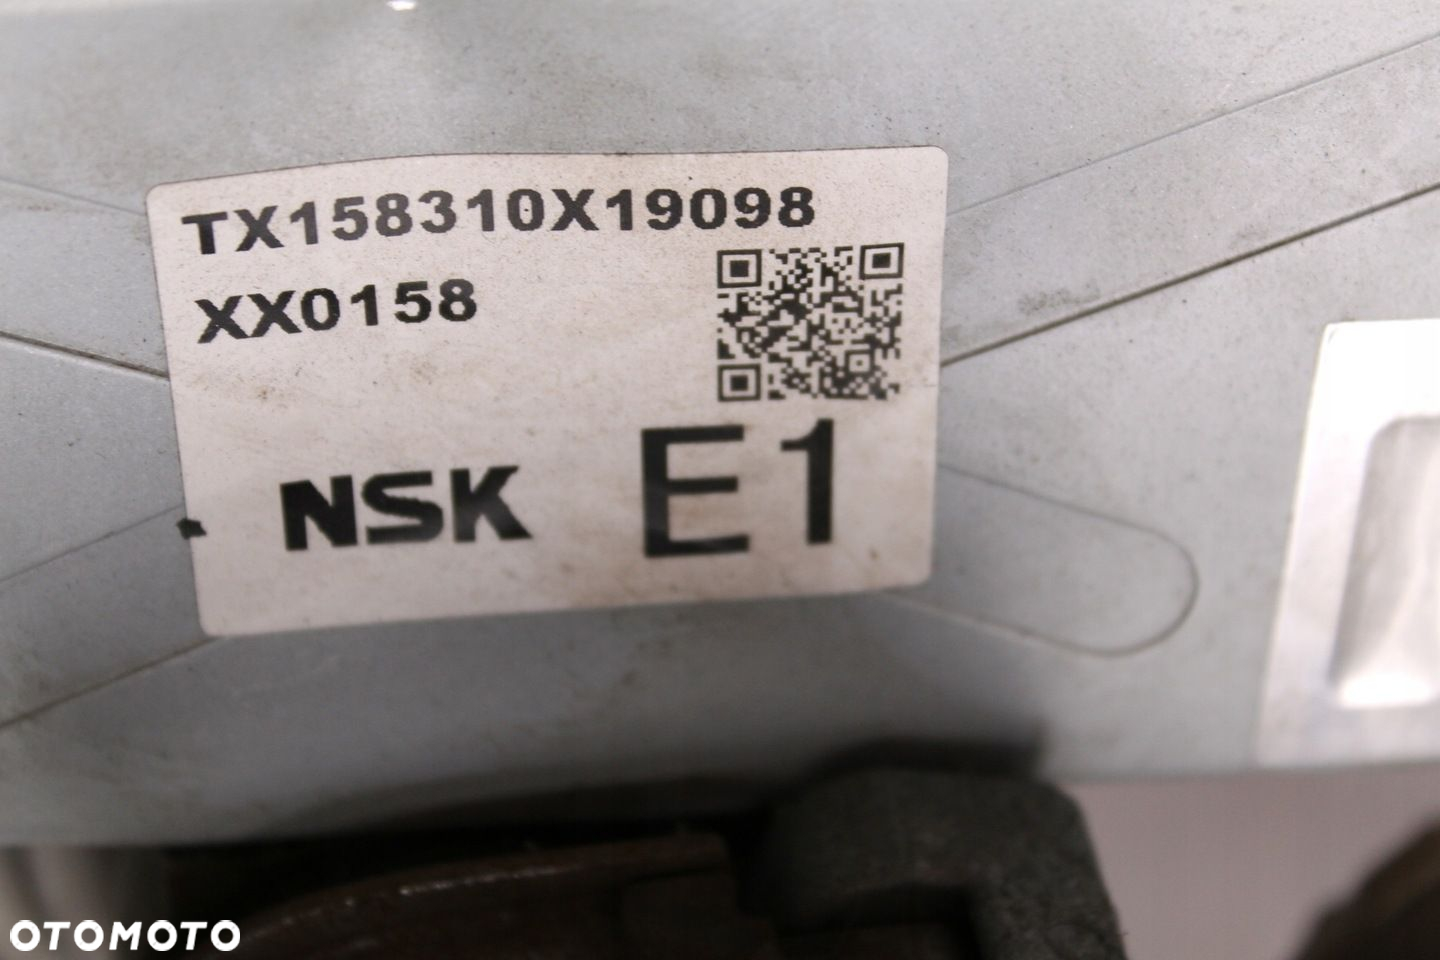 TX158310X19098
XX0158
NSK E1
OTOMOTO